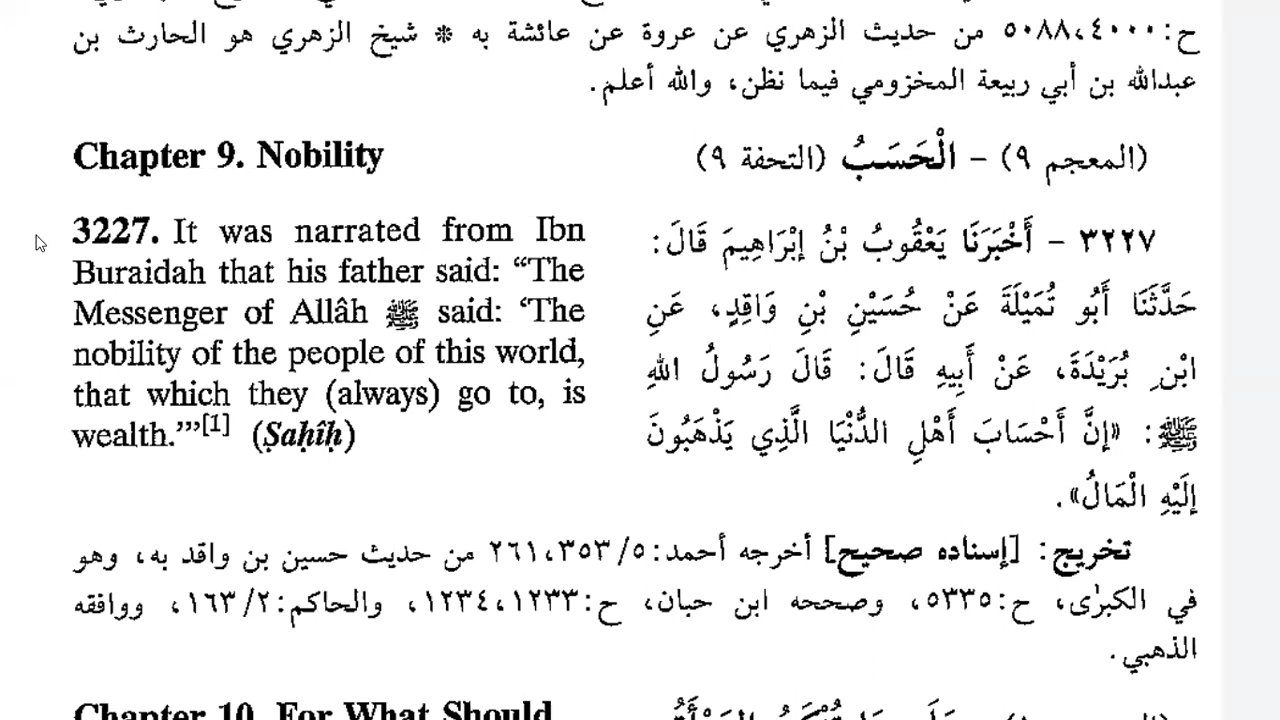 ح:٥٠٨٨،٤٠٠٠ من حديث الزهري عن عروة عن عائشة به * شيخ الزهري هو الحارث بن
عبدالله بن أبي ربيعة المخزومي فيما نظن، والله أعلم.
Chapter 9. Nobility
(المعجم ٩) - الْحَسَبُ (التحفة ٩)
3227. It was narrated from Ibn
Buraidah that his father said: “The
Messenger of Allâh ﷺ said: ‘The
nobility of the people of this world,
that which they (always) go to, is
wealth.’”[1] (Ṣaḥîḥ)
٣٢٢٧ - أَخْبَرَنَا يَعْقُوبُ بْنُ إِبْرَاهِيمَ قَالَ:
حَدَّثَنَا أَبُو تُمَيْلَةَ عَنْ حُسَيْنِ بْنِ وَاقِدٍ، عَنِ
ابْنِ بُرَيْدَةَ، عَنْ أَبِيهِ قَالَ: قَالَ رَسُولُ اللهِ
ﷺ: «إِنَّ أَحْسَابَ أَهْلِ الدُّنْيَا الَّذِي يَذْهَبُونَ
إِلَيْهِ الْمَالُ».
تخريج: [إسناده صحيح] أخرجه أحمد:٥/ ٢٦١،٣٥٣ من حديث حسين بن واقد به، وهو
في الكبرٰى، ح:٥٣٣٥، وصححه ابن حبان، ح:١٢٣٤،١٢٣٣، والحاكم:٢/ ١٦٣، ووافقه
الذهبي.
Chapter 10. For What Should